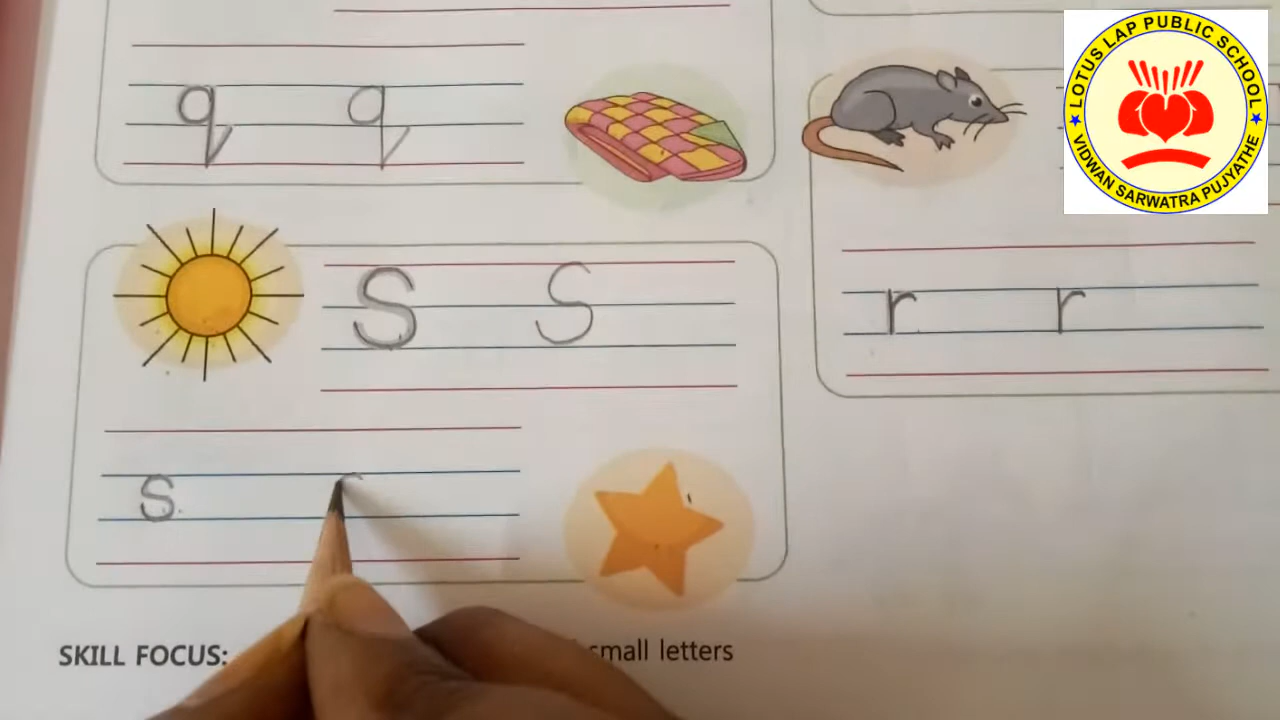 LOTUS LAP PUBLIC SCHOOL
VIDWAN SARWATRA PUJYATHE
q q
S S
r r
s
SKILL FOCUS: small letters